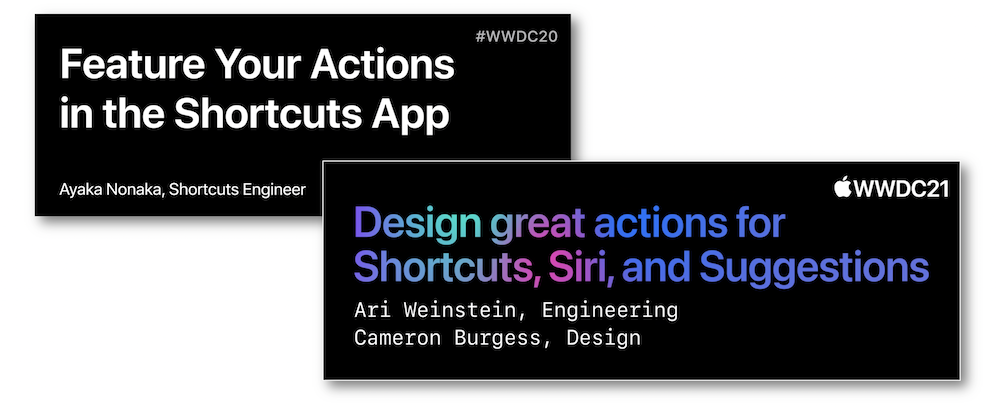 #WWDC20
Feature Your Actions
in the Shortcuts App
Ayaka Nonaka, Shortcuts Engineer
WWDC21
Design great actions for
Shortcuts, Siri, and Suggestions
Ari Weinstein, Engineering
Cameron Burgess, Design